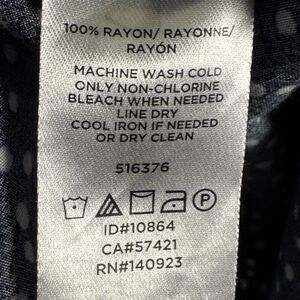 100% RAYON/ RAYONNE/
RAYÓN
MACHINE WASH COLD
ONLY NON-CHLORINE
BLEACH WHEN NEEDED
LINE DRY
COOL IRON IF NEEDED
OR DRY CLEAN
516376
P
ID#10864
CA#57421
RN#140923